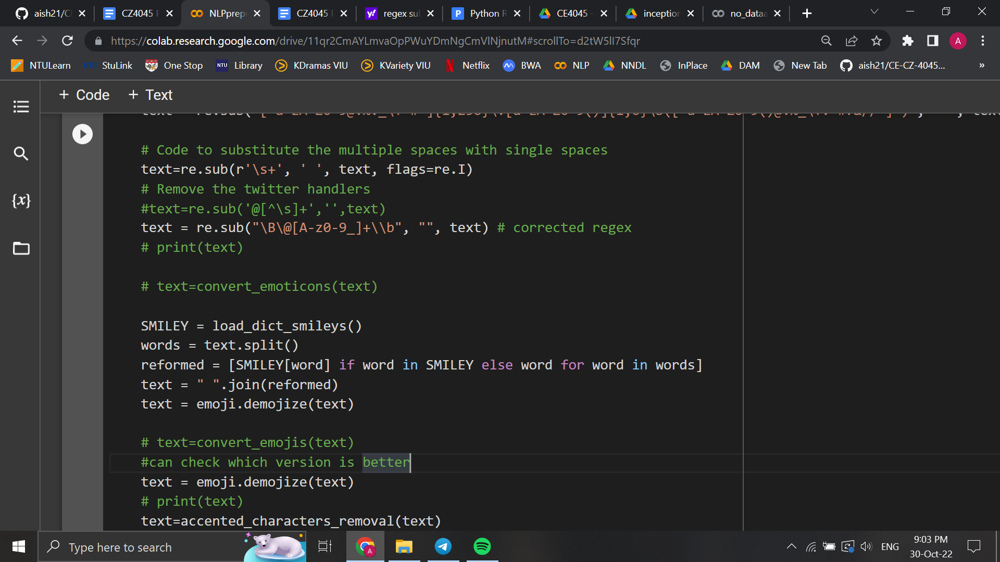 aish21/C
CZ4045
NLPprep
CZ4045
regex su
Python R
CE4045 -
inception
no_data
https://colab.research.google.com/drive/11qr2CmAYLmvaOpPWuYDmNgCmVlNjnutM#scrollTo=d2tW5lI7Sfqr
A
NTULearn
StuLink
One Stop
NTU
Library
KDramas VIU
KVariety VIU
Netflix
BWA
NLP
NNDL
InPlace
DAM
New Tab
aish21/CE-CZ-4045...
»
+ Code + Text
# Code to substitute the multiple spaces with single spaces
text=re.sub(r'\s+', ' ', text, flags=re.I)
# Remove the twitter handlers
#text=re.sub('@[^\s]+','',text)
text = re.sub("\B\@[A-z0-9_]+\\b", "", text) # corrected regex
# print(text)
# text=convert_emoticons(text)
SMILEY = load_dict_smileys()
words = text.split()
reformed = [SMILEY[word] if word in SMILEY else word for word in words]
text = " ".join(reformed)
text = emoji.demojize(text)
# text=convert_emojis(text)
#can check which version is better
text = emoji.demojize(text)
# print(text)
text=accented_characters_removal(text)
{x}
Type here to search
A
ENG
9:03 PM
30-Oct-22